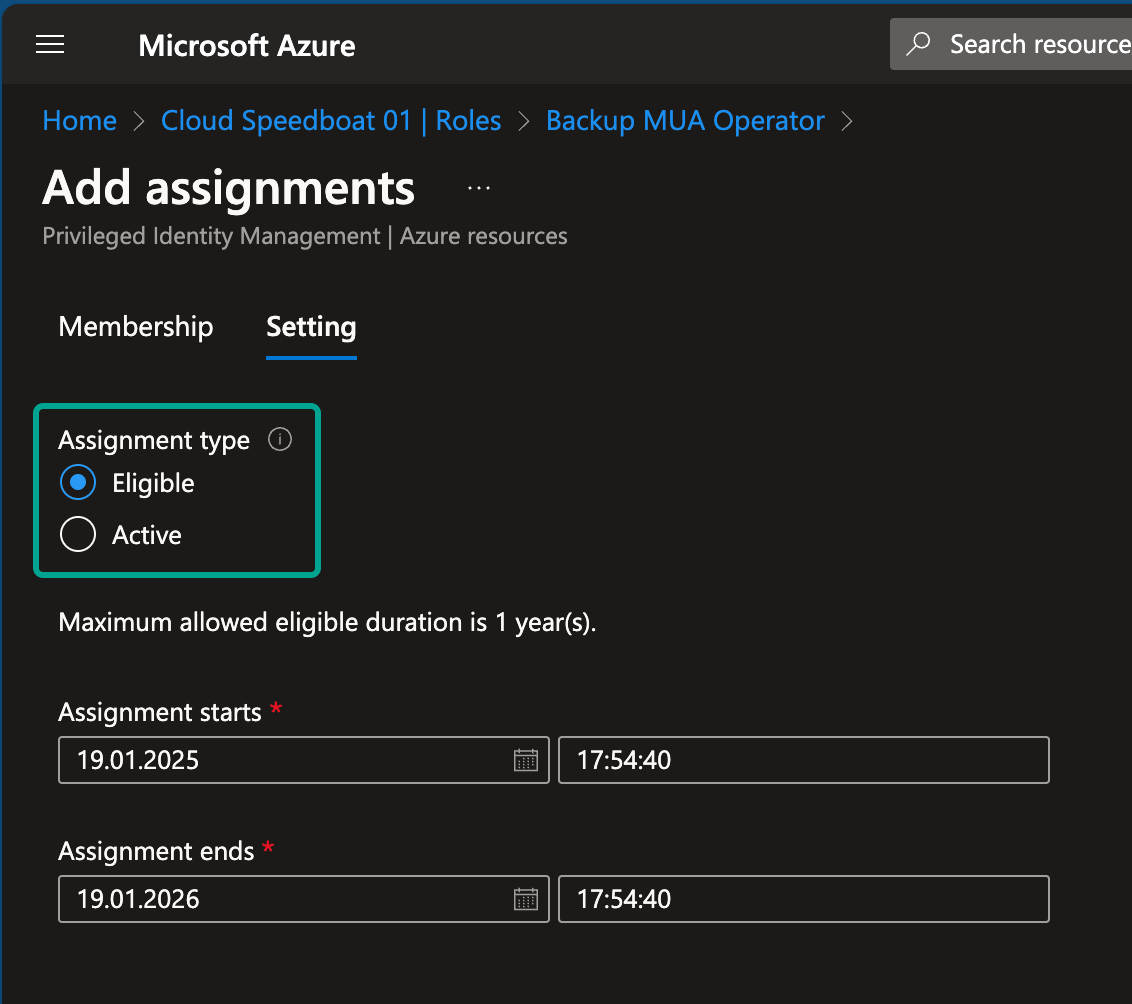 Microsoft Azure
Search resource
Home > Cloud Speedboat 01 | Roles > Backup MUA Operator >
Add assignments ...
Privileged Identity Management | Azure resources
Membership Setting
Assignment type
Eligible
Active
Maximum allowed eligible duration is 1 year(s).
Assignment starts *
19.01.2025 17:54:40
Assignment ends *
19.01.2026 17:54:40